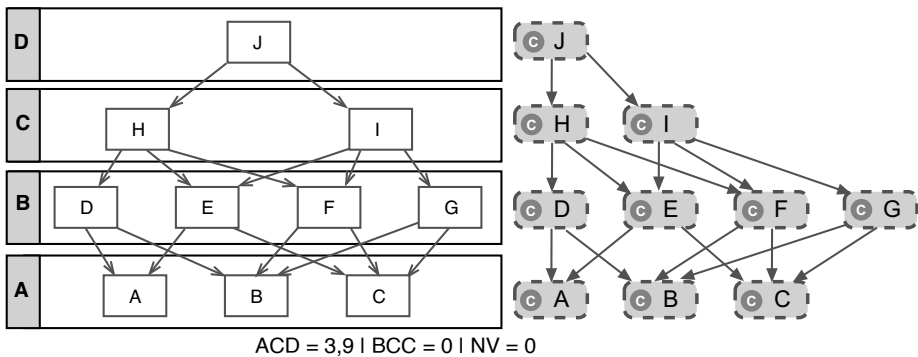 D
J
C
H
I
B
D
E
F
G
A
A
B
C
ACD = 3,9 I BCC = 0 I NV = 0
C J
C H
C I
C D
C E
C F
C G
C A
C B
C C